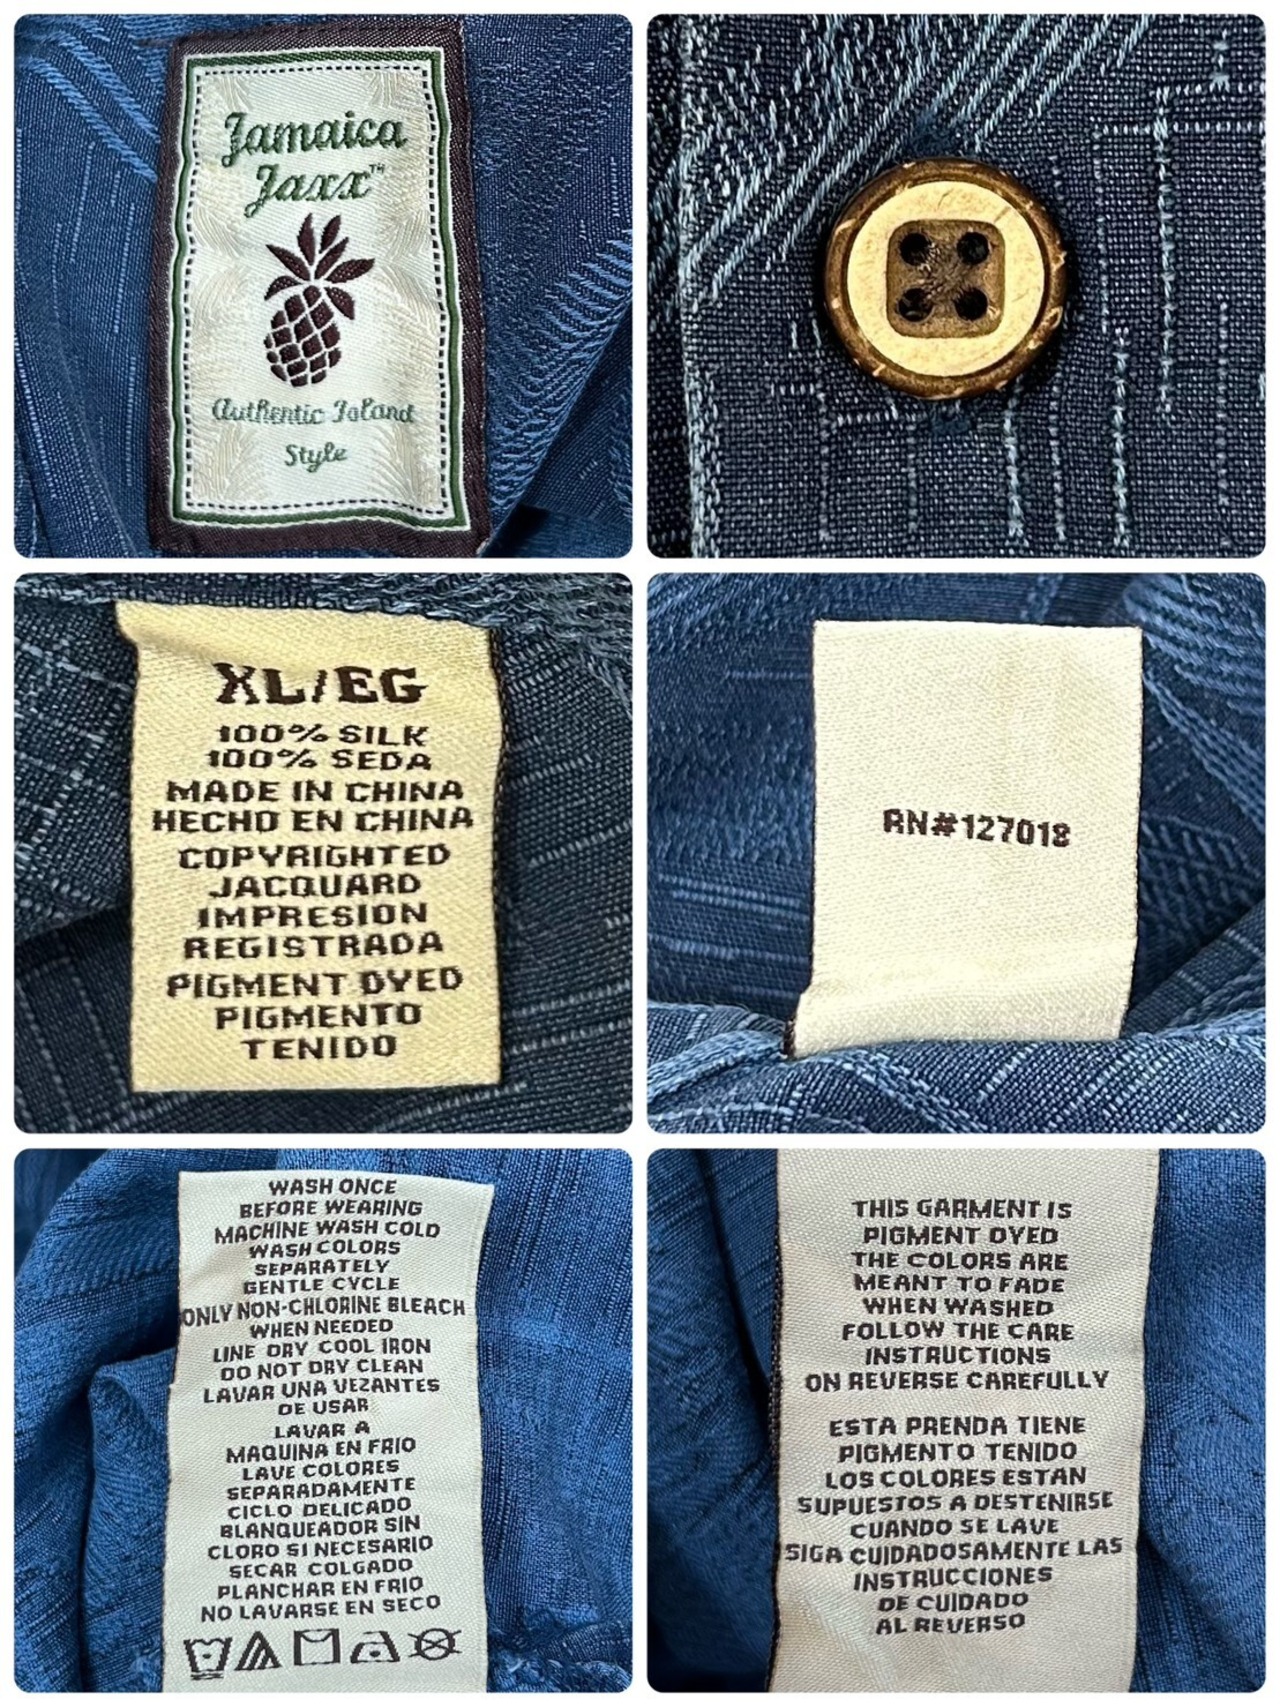 Jamaica
Jaxx™
Authentic Island
Style
XL/EG
100% SILK
100% SEDA
MADE IN CHINA
HECHO EN CHINA
COPYRIGHTED
JACQUARD
IMPRESION
REGISTRADA
PIGMENT DYED
PIGMENTO
TENIDO
RN#127018
WASH ONCE
BEFORE WEARING
MACHINE WASH COLD
WASH COLORS
SEPARATELY
GENTLE CYCLE
ONLY NON-CHLORINE BLEACH
WHEN NEEDED
LINE DRY COOL IRON
DO NOT DRY CLEAN
LAVAR UNA VEZANTES
DE USAR
LAVAR A
MAQUINA EN FRIO
LAVE COLORES
SEPARADAMENTE
CICLO DELICADO
BLANQUEADOR SIN
CLORO SI NECESARIO
SECAR COLGADO
PLANCHAR EN FRIO
NO LAVARSE EN SECO
THIS GARMENT IS
PIGMENT DYED
THE COLORS ARE
MEANT TO FADE
WHEN WASHED
FOLLOW THE CARE
INSTRUCTIONS
ON REVERSE CAREFULLY
ESTA PRENDA TIENE
PIGMENTO TENIDO
LOS COLORES ESTAN
SUPUESTOS A DESTENIRSE
CUANDO SE LAVE
SIGA CUIDADOSAMENTE LAS
INSTRUCCIONES
DE CUIDADO
AL REVERSO